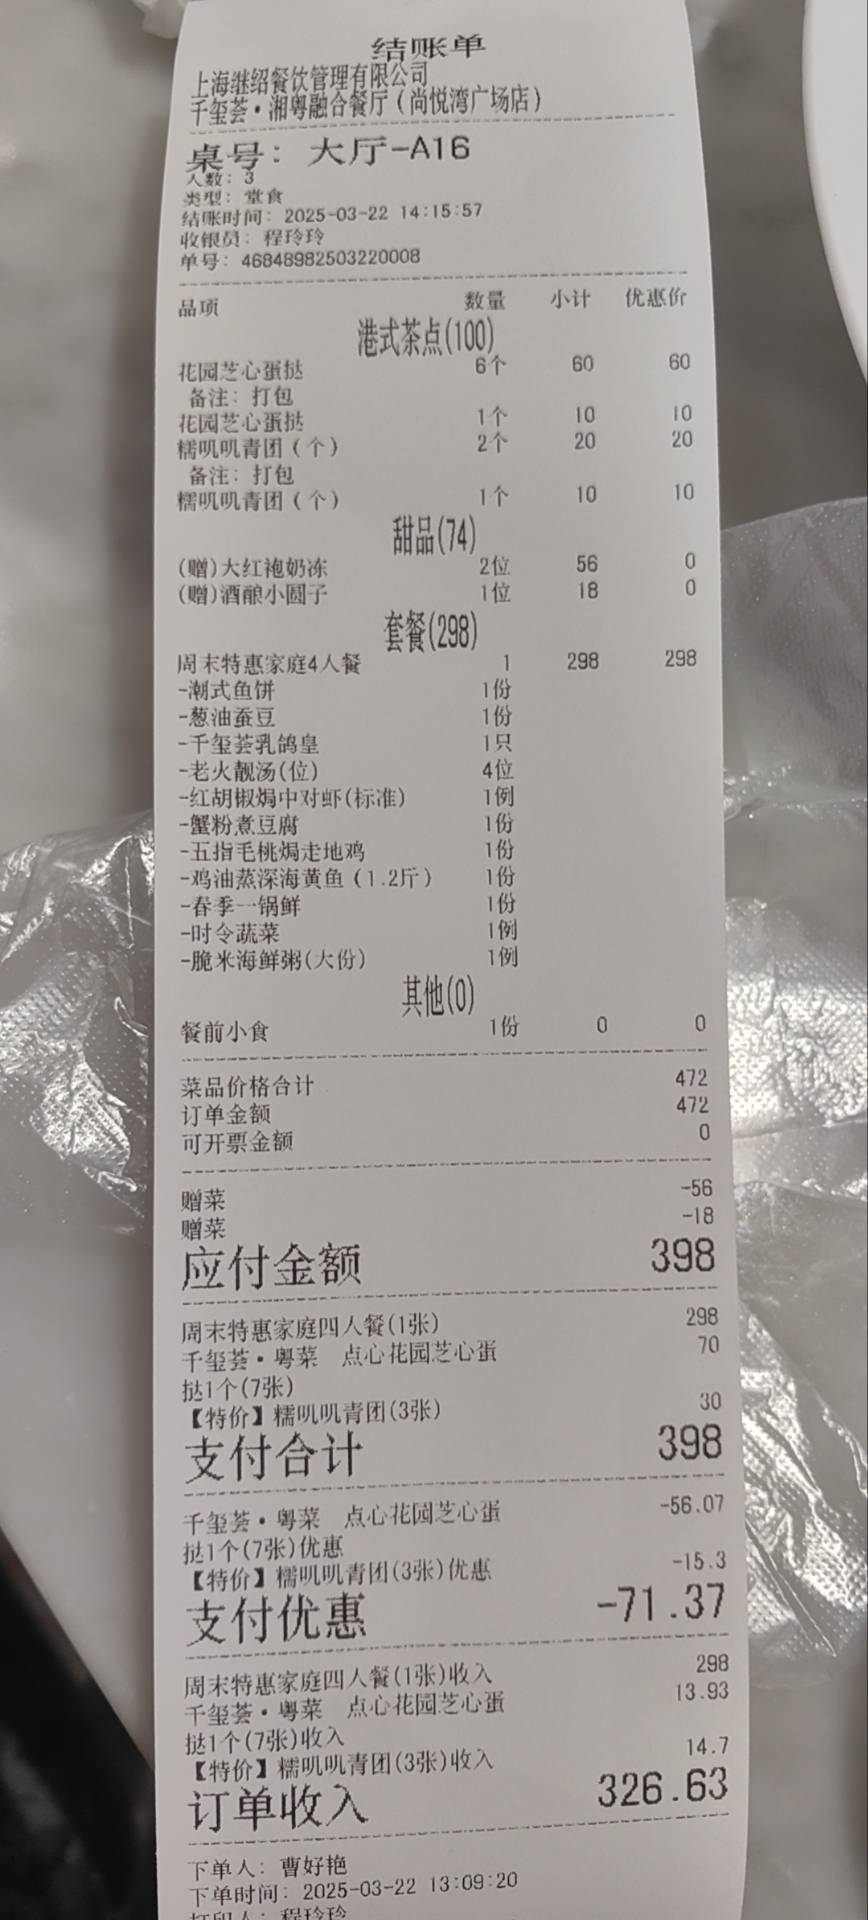 结账单
上海继绍餐饮管理有限公司
千玺荟·湘粤融合餐厅(尚悦湾广场店)
桌号: 大厅-A16
人数: 3
类型: 堂食
结账时间: 2025-03-22 14:15:57
收银员: 程玲玲
单号: 46848982503220008
品项 数量 小计 优惠价
港式茶点(100)
花园芝心蛋挞 6个 60 60
备注: 打包
花园芝心蛋挞 1个 10 10
糯叽叽青团(个) 2个 20 20
备注: 打包
糯叽叽青团(个) 1个 10 10
甜品(74)
(赠)大红袍奶冻 2位 56 0
(赠)酒酿小圆子 1位 18 0
套餐(298)
周末特惠家庭4人餐 1 298 298
-潮式鱼饼 1份
-葱油蚕豆 1份
-千玺荟乳鸽皇 1只
-老火靓汤(位) 4位
-红胡椒焗中对虾(标准) 1例
-蟹粉煮豆腐 1份
-五指毛桃焗走地鸡 1份
-鸡油蒸深海黄鱼(1.2斤) 1份
-春季一锅鲜 1份
-时令蔬菜 1例
-脆米海鲜粥(大份) 1例
其他(0)
餐前小食 1份 0 0
菜品价格合计 472
订单金额 472
可开票金额 0
赠菜 -56
赠菜 -18
应付金额 398
周末特惠家庭四人餐(1张) 298
千玺荟·粤菜 点心花园芝心蛋 70
挞1个(7张)
【特价】糯叽叽青团(3张) 30
支付合计 398
千玺荟·粤菜 点心花园芝心蛋 -56.07
挞1个(7张)优惠
【特价】糯叽叽青团(3张)优惠 -15.3
支付优惠 -71.37
周末特惠家庭四人餐(1张)收入 298
千玺荟·粤菜 点心花园芝心蛋 13.93
挞1个(7张)收入
【特价】糯叽叽青团(3张)收入 14.7
订单收入 326.63
下单人: 曹好艳
下单时间: 2025-03-22 13:09:20
打印人: 程玲玲